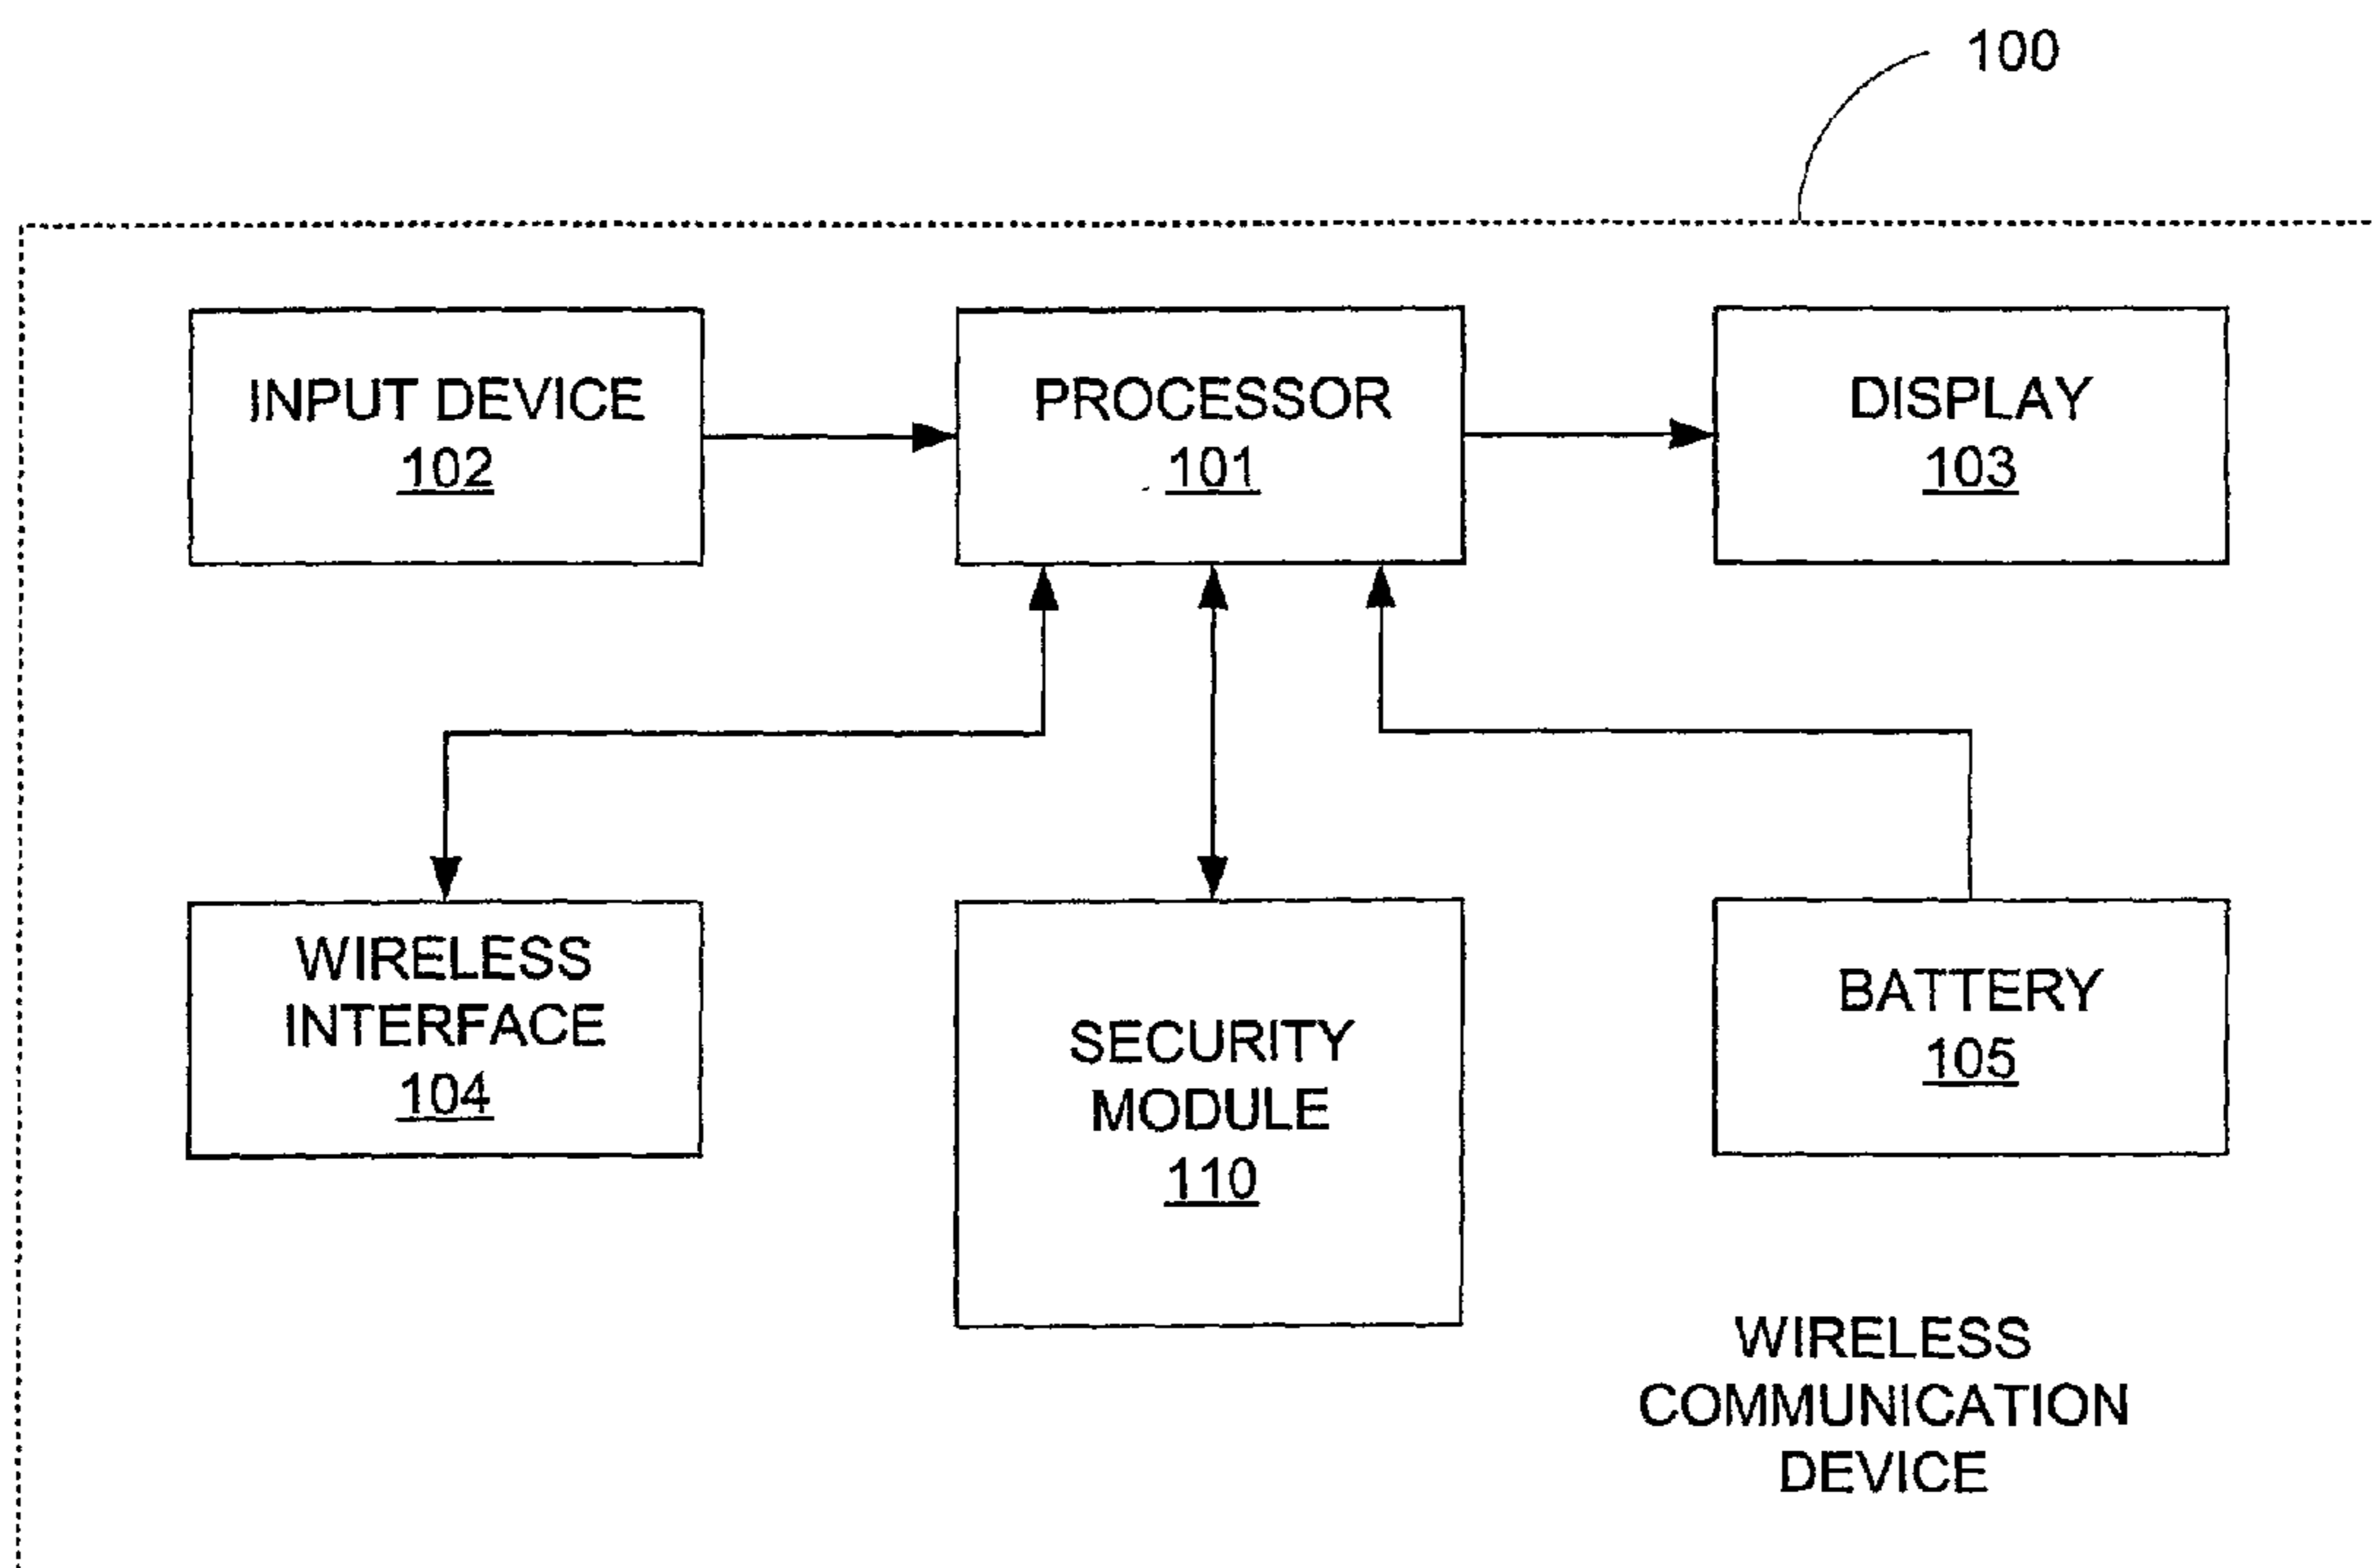 100
INPUT DEVICE
102
PROCESSOR
101
DISPLAY
103
WIRELESS
INTERFACE
104
SECURITY
MODULE
110
BATTERY
105
WIRELESS
COMMUNICATION
DEVICE